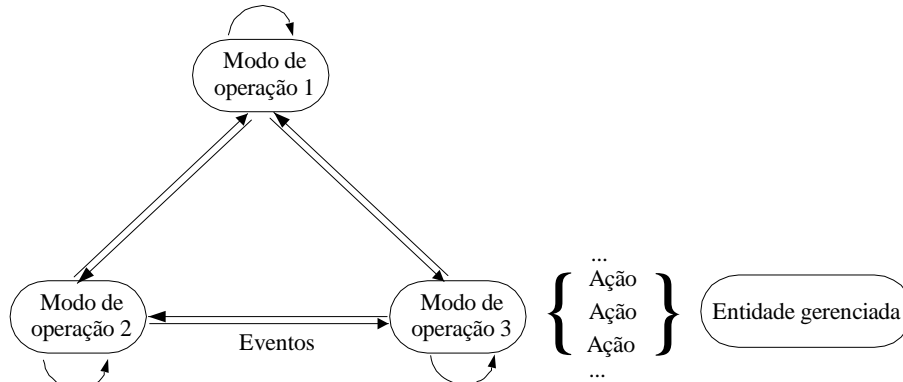 Modo de
operação 1
Modo de
operação 2
Eventos
Modo de
operação 3
...
{ Ação
Ação
Ação }
...
Entidade gerenciada